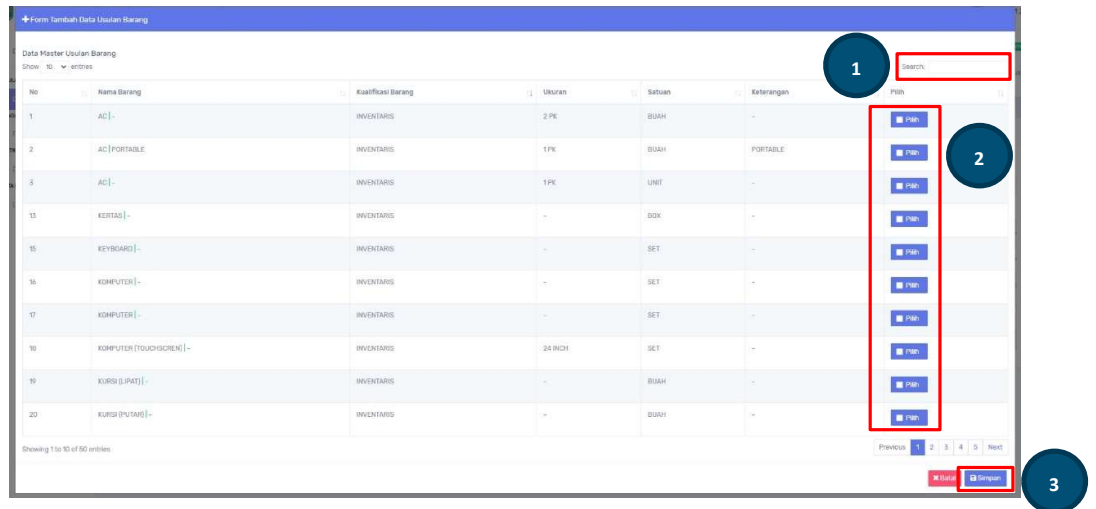 +Form Tambah Data Usulan Barang
Data Master Usulan Barang
Show 10 entries
Search:
1
No Nama Barang Kualifikasi Barang Ukuran Satuan Keterangan Pilih
1 AC | - INVENTARIS 2 PK BUAH - Pilih
2 AC | PORTABLE INVENTARIS 1 PK BUAH PORTABLE Pilih
2
3 AC | - INVENTARIS 1 PK UNIT - Pilih
13 KERTAS | - INVENTARIS - BOX - Pilih
15 KEYBOARD | - INVENTARIS - SET - Pilih
16 KOMPUTER | - INVENTARIS - SET - Pilih
17 KOMPUTER | - INVENTARIS - SET - Pilih
18 KOMPUTER (TOUCHSCREN) | - INVENTARIS 24 INCH SET - Pilih
19 KURSI (LIPAT) | - INVENTARIS - BUAH - Pilih
20 KURSI (PUTAR) | - INVENTARIS - BUAH - Pilih
Showing 1 to 10 of 50 entries
Previous 1 2 3 4 5 Next
Batal Simpan
3